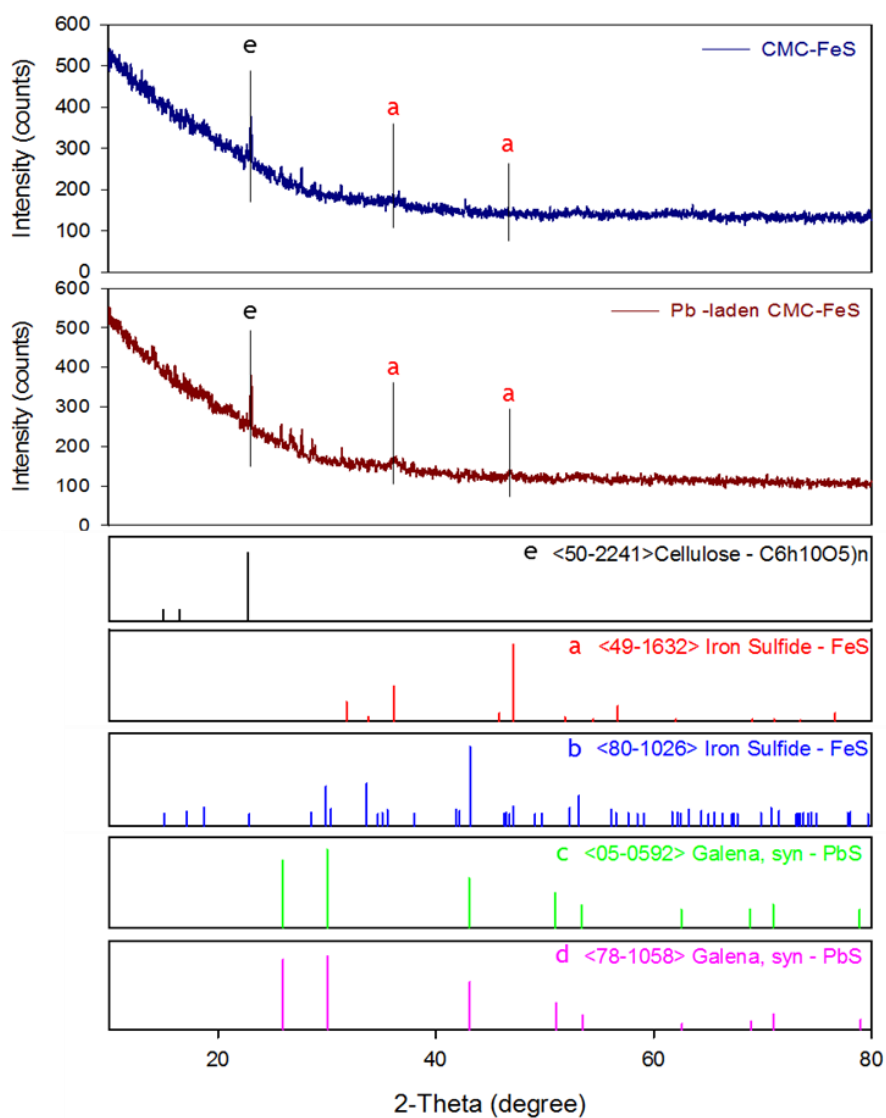 600
500
400
300
200
100
0
Intensity (counts)
e
a
a
CMC-FeS
600
500
400
300
200
100
0
Intensity (counts)
e
a
a
Pb -laden CMC-FeS
e <50-2241>Cellulose - C6h10O5)n
a <49-1632> Iron Sulfide - FeS
b <80-1026> Iron Sulfide - FeS
c <05-0592> Galena, syn - PbS
d <78-1058> Galena, syn - PbS
20 40 60 80
2-Theta (degree)